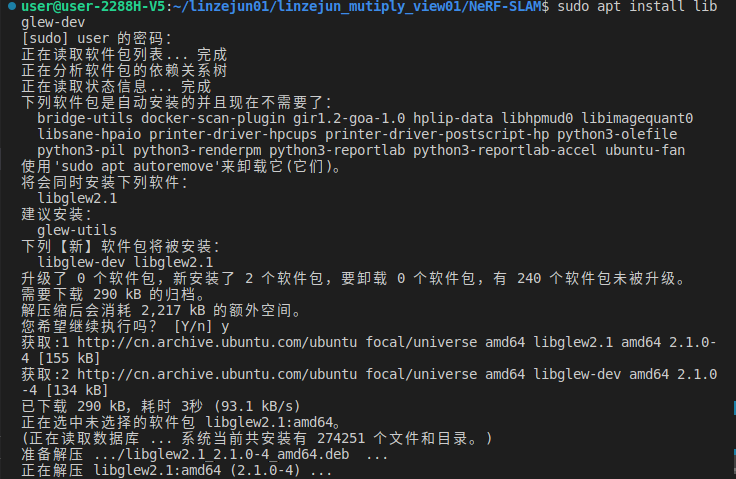 user@user-2288H-V5:~/linzejun01/linzejun_mutiply_view01/NeRF-SLAM$ sudo apt install lib
glew-dev
[sudo] user 的密码：
正在读取软件包列表... 完成
正在分析软件包的依赖关系树
正在读取状态信息... 完成
下列软件包是自动安装的并且现在不需要了：
bridge-utils docker-scan-plugin gir1.2-goa-1.0 hplip-data libhpmud0 libimagequant0
libsane-hpaio printer-driver-hpcups printer-driver-postscript-hp python3-olefile
python3-pil python3-renderpm python3-reportlab python3-reportlab-accel ubuntu-fan
使用'sudo apt autoremove'来卸载它(它们)。
将会同时安装下列软件：
libglew2.1
建议安装：
glew-utils
下列【新】软件包将被安装：
libglew-dev libglew2.1
升级了 0 个软件包，新安装了 2 个软件包，要卸载 0 个软件包，有 240 个软件包未被升级。
需要下载 290 kB 的归档。
解压缩后会消耗 2,217 kB 的额外空间。
您希望继续执行吗？ [Y/n] y
获取:1 http://cn.archive.ubuntu.com/ubuntu focal/universe amd64 libglew2.1 amd64 2.1.0-
4 [155 kB]
获取:2 http://cn.archive.ubuntu.com/ubuntu focal/universe amd64 libglew-dev amd64 2.1.0
-4 [134 kB]
已下载 290 kB，耗时 3秒 (93.1 kB/s)
正在选中未选择的软件包 libglew2.1:amd64。
(正在读取数据库 ... 系统当前共安装有 274251 个文件和目录。)
准备解压 .../libglew2.1_2.1.0-4_amd64.deb  ...
正在解压 libglew2.1:amd64 (2.1.0-4) ...